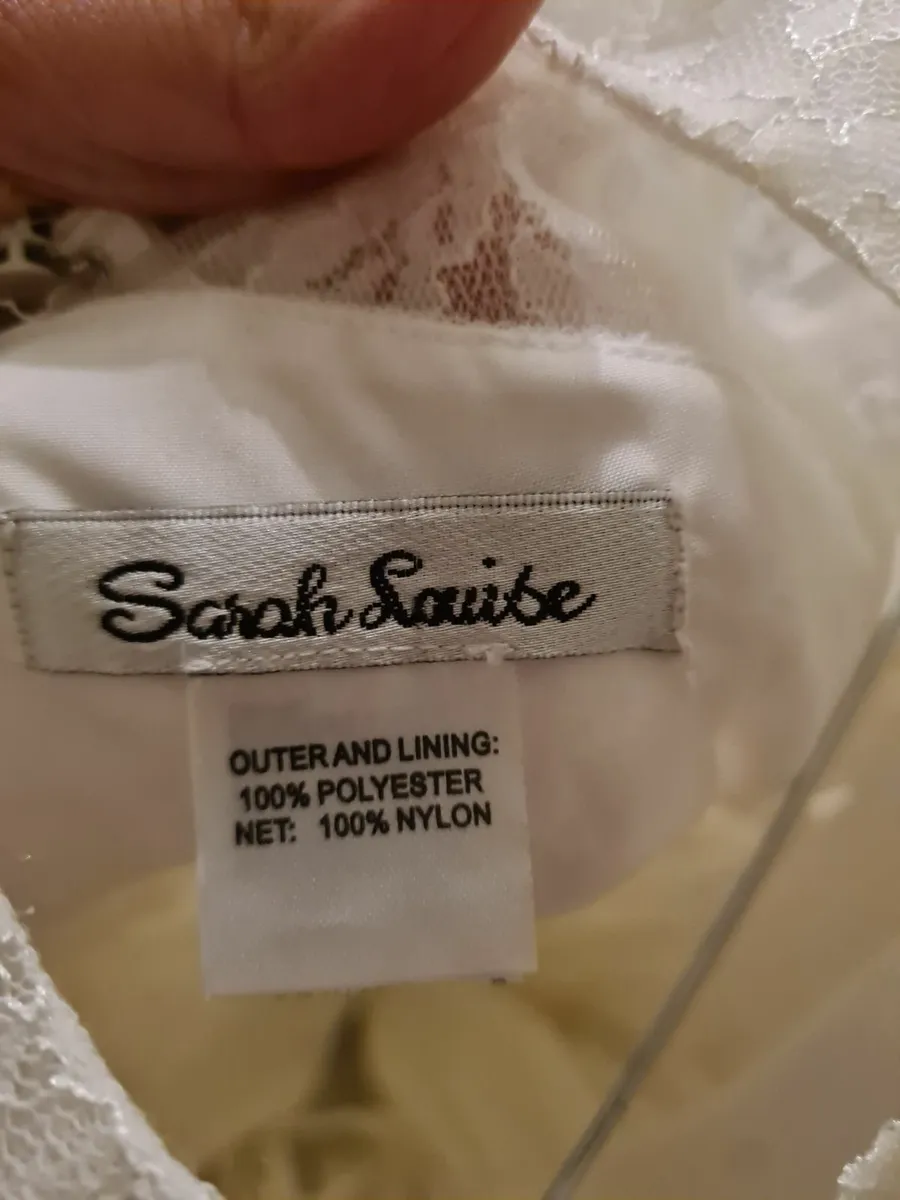 Sarah Louise
OUTER AND LINING:
100% POLYESTER
NET: 100% NYLON